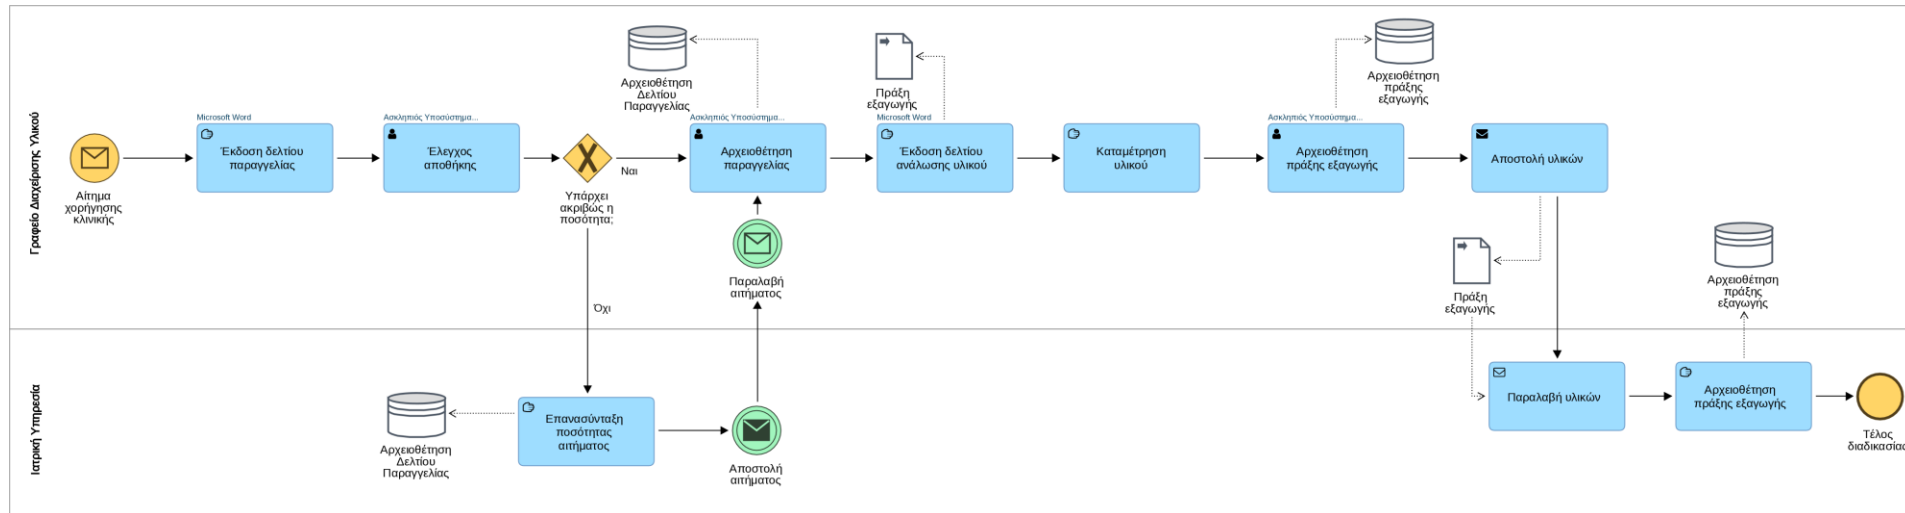 Γραφείο Διαχείρισης Υλικού
Αίτημα
χορήγησης
κλινικής
Microsoft Word
Έκδοση δελτίου
παραγγελίας
Ασκληπιός Υποσύστημα...
Έλεγχος
αποθήκης
Υπάρχει
ακριβώς η
ποσότητα;
Ναι
Όχι
Αρχειοθέτηση
Δελτίου
Παραγγελίας
Ασκληπιός Υποσύστημα...
Αρχειοθέτηση
παραγγελίας
Παραλαβή
αιτήματος
Πράξη
εξαγωγής
Microsoft Word
Έκδοση δελτίου
ανάλωσης υλικού
Καταμέτρηση
υλικού
Αρχειοθέτηση
πράξης
εξαγωγής
Ασκληπιός Υποσύστημα...
Αρχειοθέτηση
πράξης εξαγωγής
Αποστολή υλικών
Πράξη
εξαγωγής
Αρχειοθέτηση
πράξης
εξαγωγής
Ιατρική Υπηρεσία
Αρχειοθέτηση
Δελτίου
Παραγγελίας
Επανασύνταξη
ποσότητας
αιτήματος
Αποστολή
αιτήματος
Παραλαβή υλικών
Αρχειοθέτηση
πράξης εξαγωγής
Τέλος
διαδικασίας